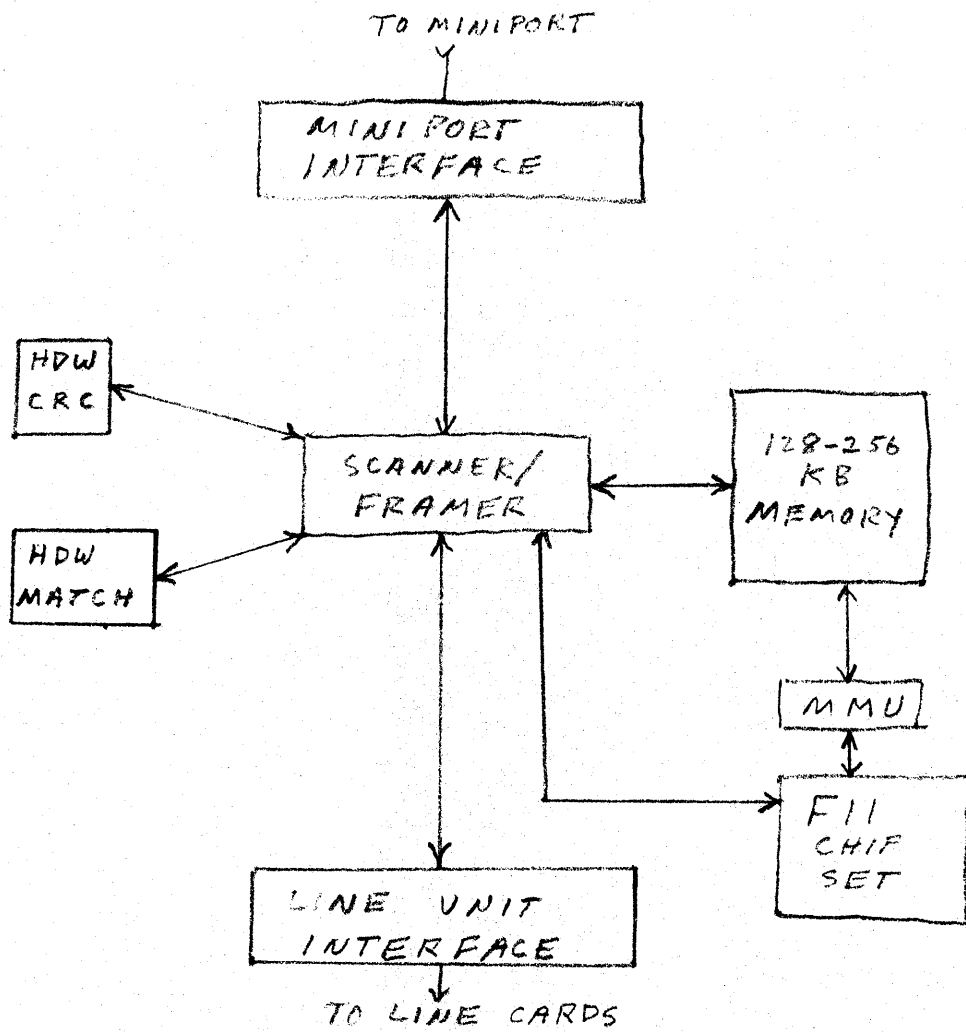 TO MINIPORT
MINIPORT
INTERFACE
HDW
CRC
SCANNER/
FRAMER
128-256
KB
MEMORY
HDW
MATCH
MMU
F11
CHIP
SET
LINE UNIT
INTERFACE
TO LINE CARDS